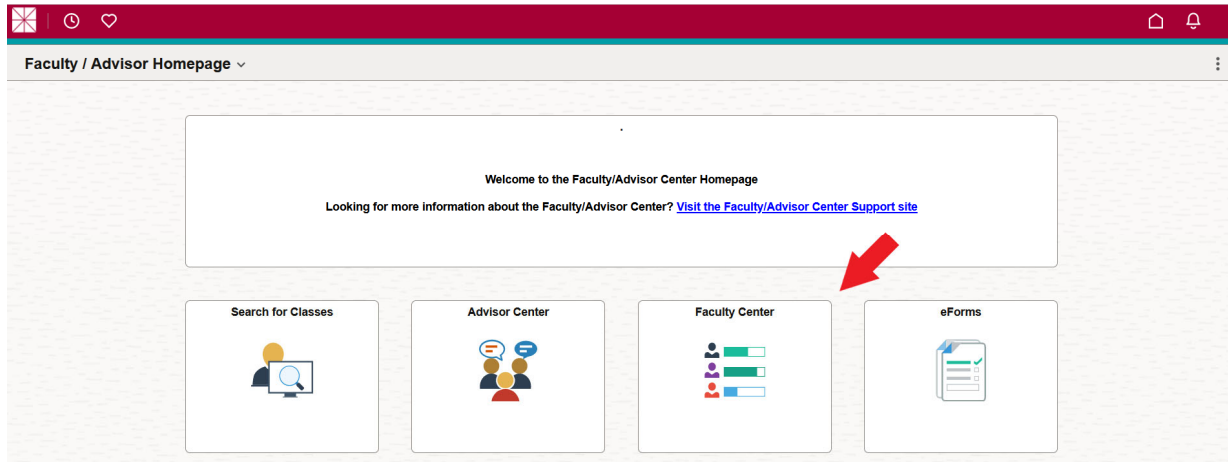 Faculty / Advisor Homepage
Welcome to the Faculty/Advisor Center Homepage
Looking for more information about the Faculty/Advisor Center? Visit the Faculty/Advisor Center Support site
Search for Classes
Advisor Center
Faculty Center
eForms